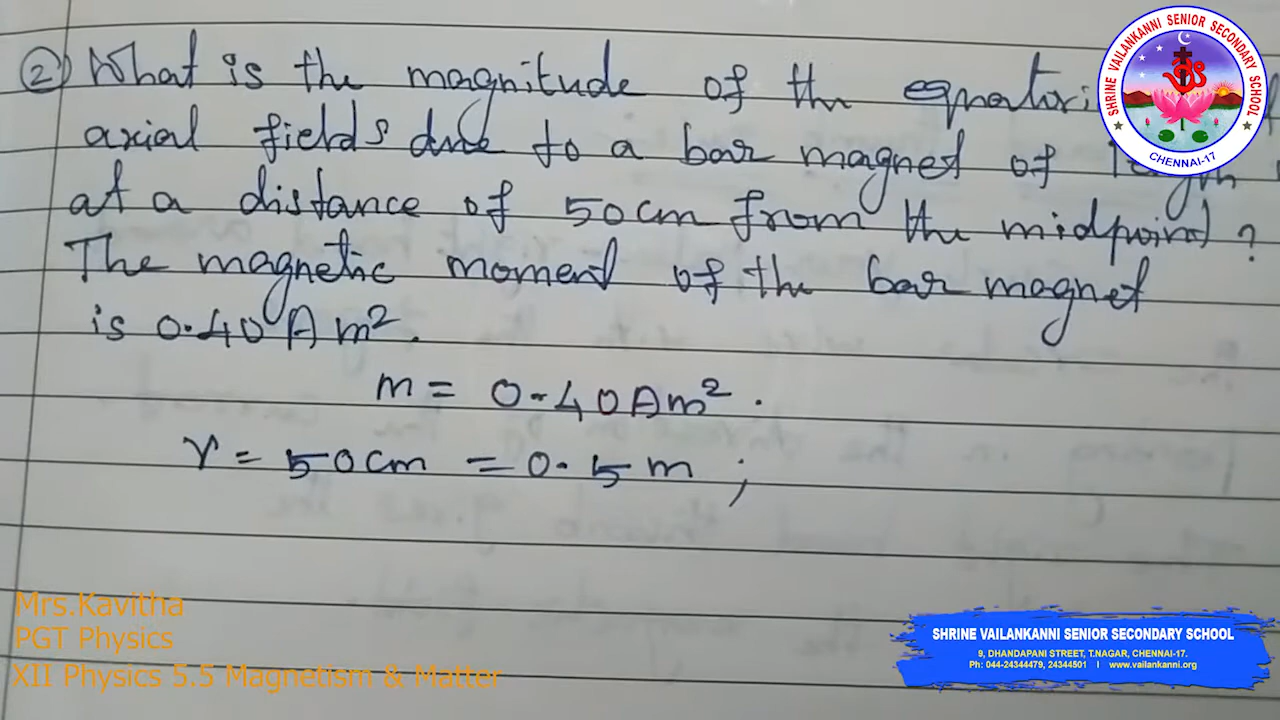 ② What is the magnitude of the
axial fields due to a bar magnet of length
at a distance of 50 cm from the midpoint ?
The magnetic moment of the bar magnet
is 0.40 A m².
m = 0.40 Am².
r = 50 cm = 0.5 m ;
Mrs.Kavitha
PGT Physics
XII Physics 5.5 Magnetism & Matter
SHRINE VAILANKANNI SENIOR SECONDARY SCHOOL
CHENNAI-17
SHRINE VAILANKANNI SENIOR SECONDARY SCHOOL
9, DHANDAPANI STREET, T.NAGAR, CHENNAI-17.
Ph: 044-24344479, 24344501 | www.vailankanni.org